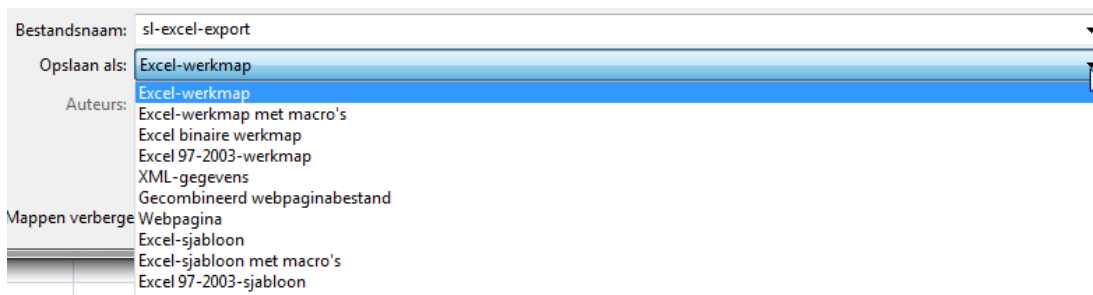 Bestandsnaam: sl-excel-export
Opslaan als: Excel-werkmap
Auteurs:
Excel-werkmap
Excel-werkmap met macro's
Excel binaire werkmap
Excel 97-2003-werkmap
XML-gegevens
Gecombineerd webpaginabestand
Mappen verberge Webpagina
Excel-sjabloon
Excel-sjabloon met macro's
Excel 97-2003-sjabloon